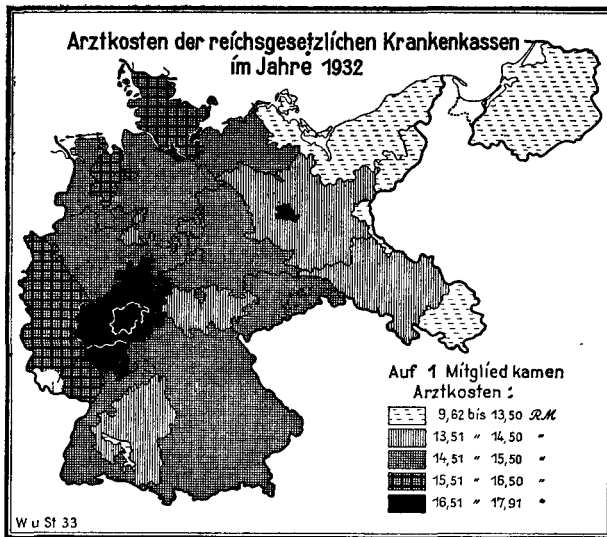 Arztkosten der reichsgesetzlichen Krankenkassen
im Jahre 1932
Auf 1 Mitglied kamen
Arztkosten :
9,62 bis 13,50 RM
13,51 " 14,50 "
14,51 " 15,50 "
15,51 " 16,50 "
16,51 " 17,91 "
W u St 33